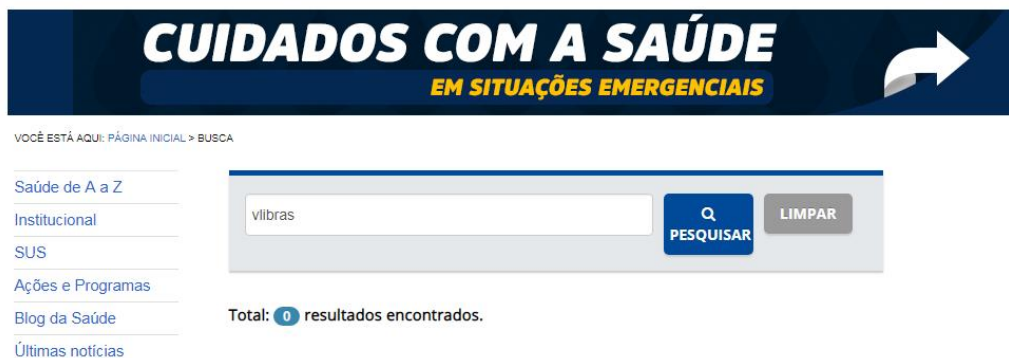 CUIDADOS COM A SAÚDE
EM SITUAÇÕES EMERGENCIAIS
VOCÊ ESTÁ AQUI: PÁGINA INICIAL > BUSCA
Saúde de A a Z
Institucional
SUS
Ações e Programas
Blog da Saúde
Últimas notícias
vlibras
PESQUISAR
LIMPAR
Total: 0 resultados encontrados.